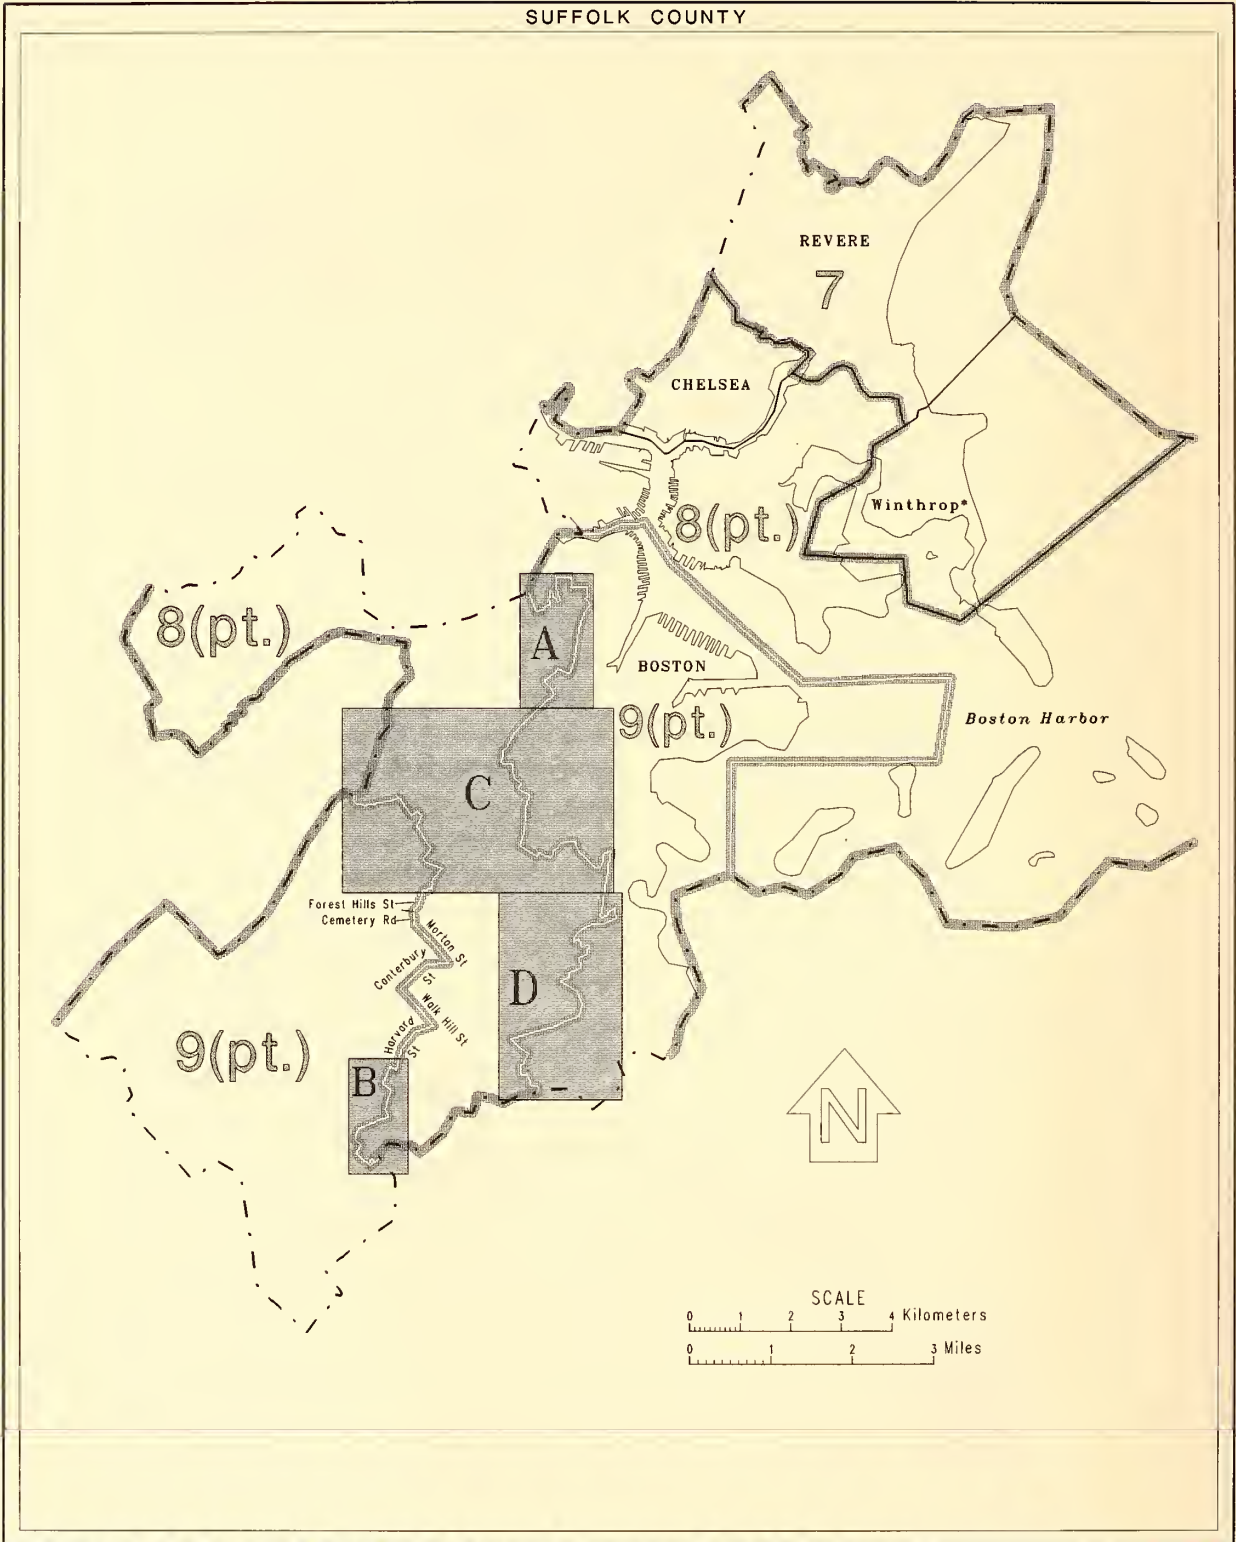 SUFFOLK COUNTY
REVERE
7
CHELSEA
Winthrop*
8(pt.)
8(pt.)
A
BOSTON
9(pt.)
Boston Harbor
C
Forest Hills St
Cemetery Rd
Morton St
Canterbury St
D
Walk Hill St
Harvard St
9(pt.)
B
N
SCALE
0 1 2 3 4 Kilometers
0 1 2 3 Miles